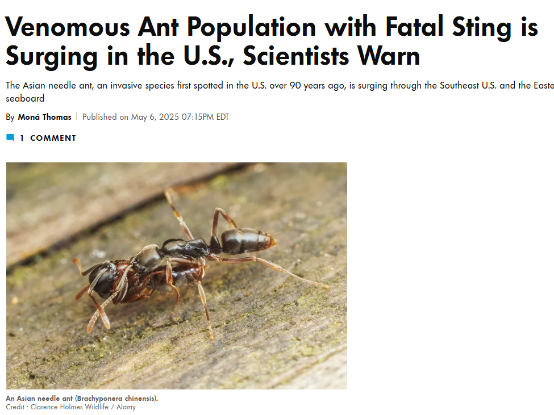 Venomous Ant Population with Fatal Sting is
Surging in the U.S., Scientists Warn
The Asian needle ant, an invasive species first spotted in the U.S. over 90 years ago, is surging through the Southeast U.S. and the Easte
seaboard
By Moná Thomas | Published on May 6, 2025 07:15PM EDT
1 COMMENT
An Asian needle ant (Brachyponera chinensis).
Credit : Clarence Holmes Wildlife / Alamy